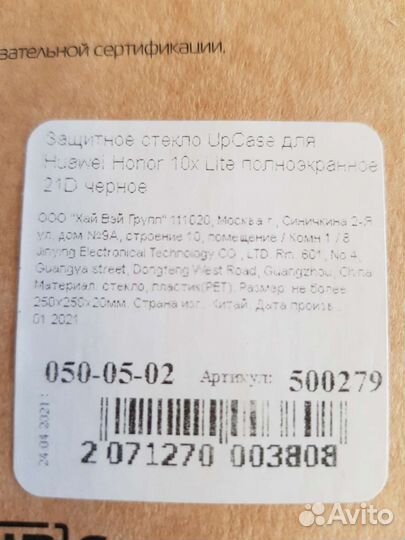 вательной сертификации.
Защитное стекло UpCase для
Huawei Honor 10x Lite полноэкранное
21D черное
ООО "Хай Вэй Групп" 111020, Москва г., Синичкина 2-Я
ул, дом №9А, строение 10, помещение / Комн 1 / 8
Jinying Electronical Technology CO., LTD. Rm. 601, No.4,
Guangya street, Dongfeng West Road, Guangzhou, China
Материал: стекло, пластик(PET). Размер: не более
250x250x20мм. Страна изг.: Китай. Дата произв.:
01.2021
050-05-02 Артикул: 500279
24.04.2021 г.
2 071270 003808
Avito